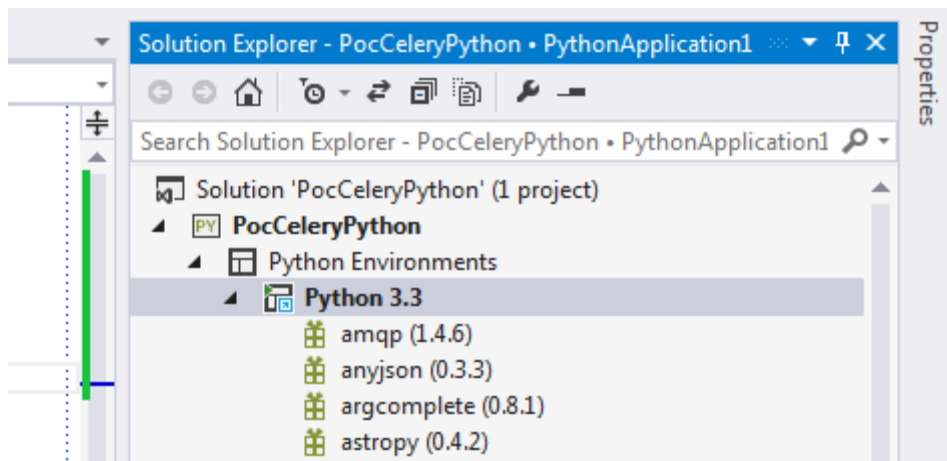 Solution Explorer - PocCeleryPython • PythonApplication1
Search Solution Explorer - PocCeleryPython • PythonApplication1
Solution 'PocCeleryPython' (1 project)
PY PocCeleryPython
Python Environments
Python 3.3
amqp (1.4.6)
anyjson (0.3.3)
argcomplete (0.8.1)
astropy (0.4.2)
Properties